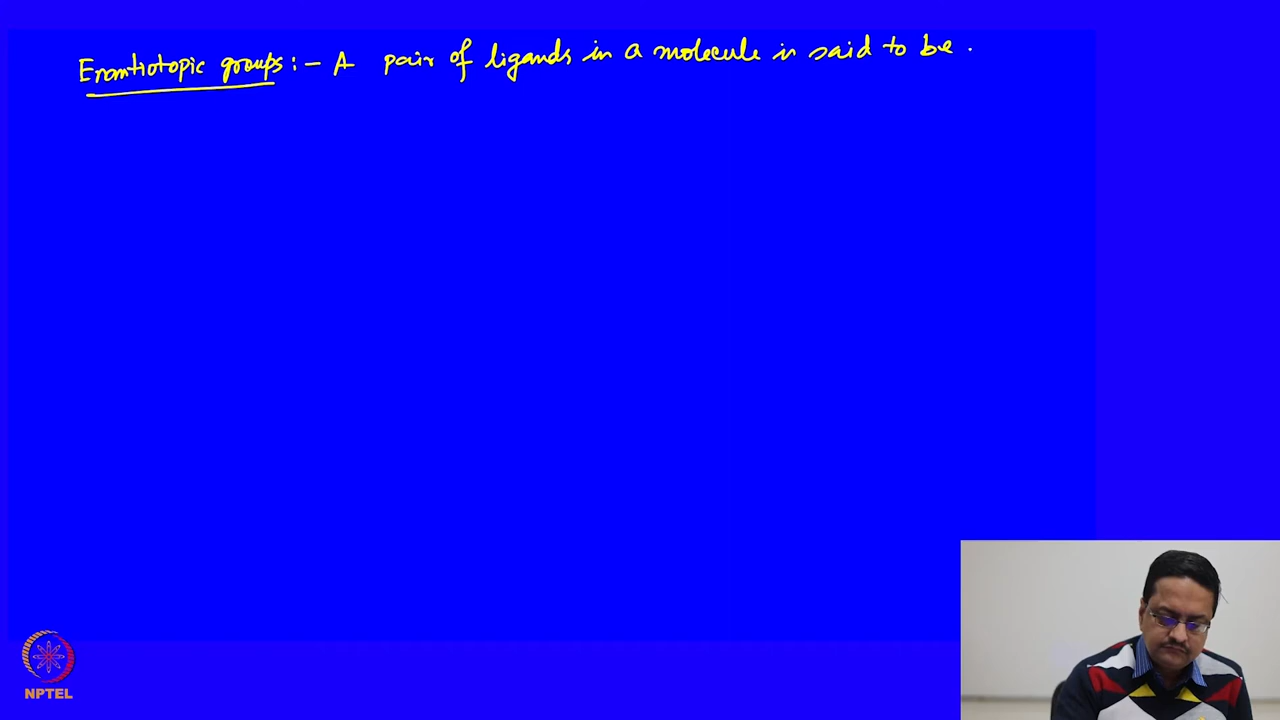 Enantiotopic groups :- A pair of ligands in a molecule is said to be
NPTEL